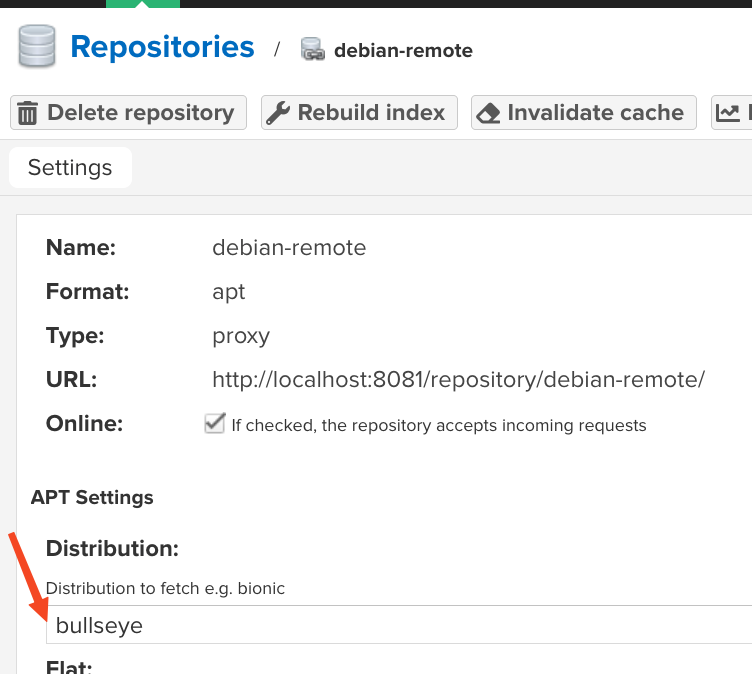 Repositories / debian-remote
Delete repository Rebuild index Invalidate cache
Settings
Name: debian-remote
Format: apt
Type: proxy
URL: http://localhost:8081/repository/debian-remote/
Online: If checked, the repository accepts incoming requests
APT Settings
Distribution:
Distribution to fetch e.g. bionic
bullseye
Flat: